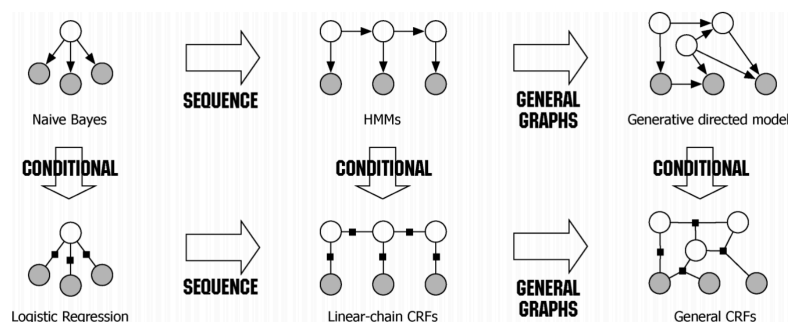 SEQUENCE
GENERAL
GRAPHS
Naive Bayes
HMMs
Generative directed model
CONDITIONAL
CONDITIONAL
CONDITIONAL
SEQUENCE
GENERAL
GRAPHS
Logistic Regression
Linear-chain CRFs
General CRFs